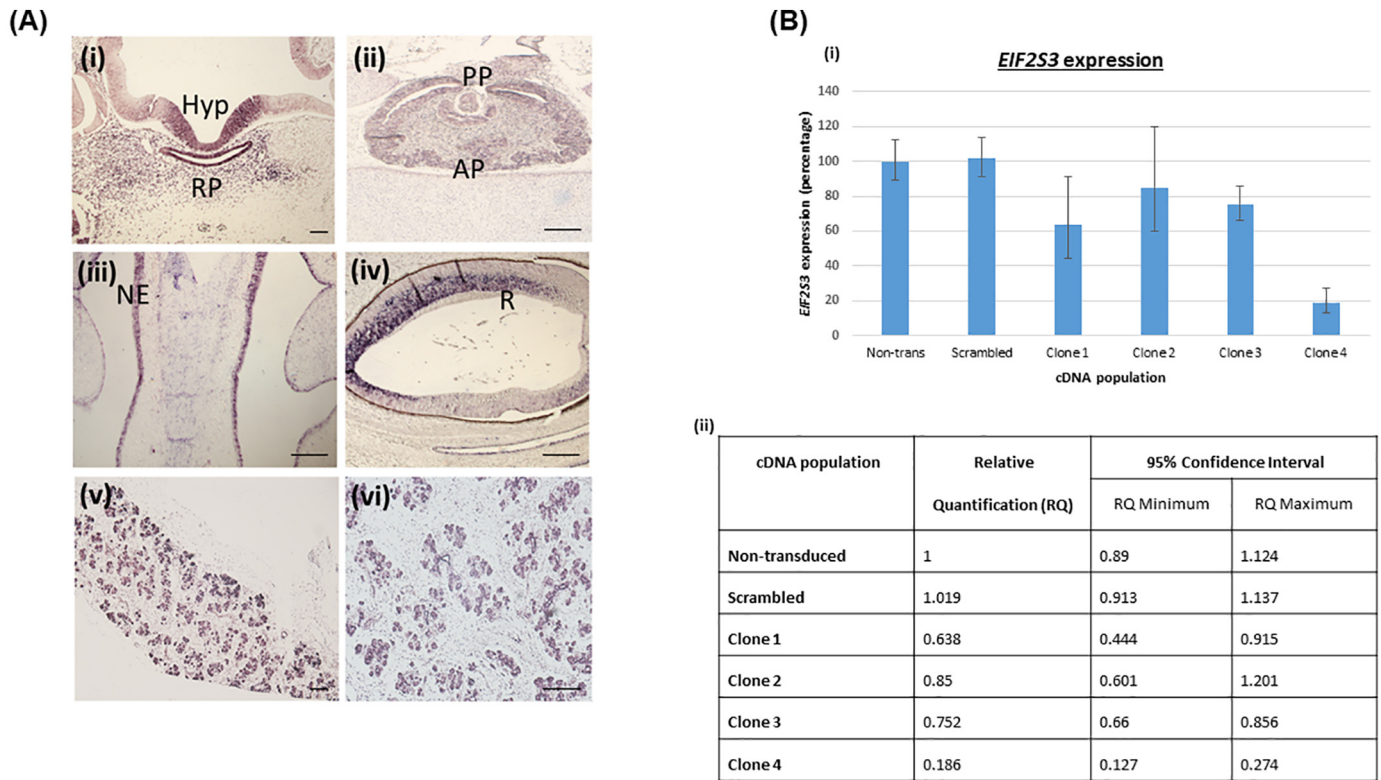 (A)
(i)
Hyp
RP
(ii)
PP
AP
(iii)
NE
(iv)
R
(v)
(vi)
(B)
(i)
EIF2S3 expression
EIF2S3 expression (percentage)
140
120
100
80
60
40
20
0
Non-trans Scrambled Clone 1 Clone 2 Clone 3 Clone 4
cDNA population
(ii)
cDNA population Relative 95% Confidence Interval
Quantification (RQ) RQ Minimum RQ Maximum
Non-transduced 1 0.89 1.124
Scrambled 1.019 0.913 1.137
Clone 1 0.638 0.444 0.915
Clone 2 0.85 0.601 1.201
Clone 3 0.752 0.66 0.856
Clone 4 0.186 0.127 0.274